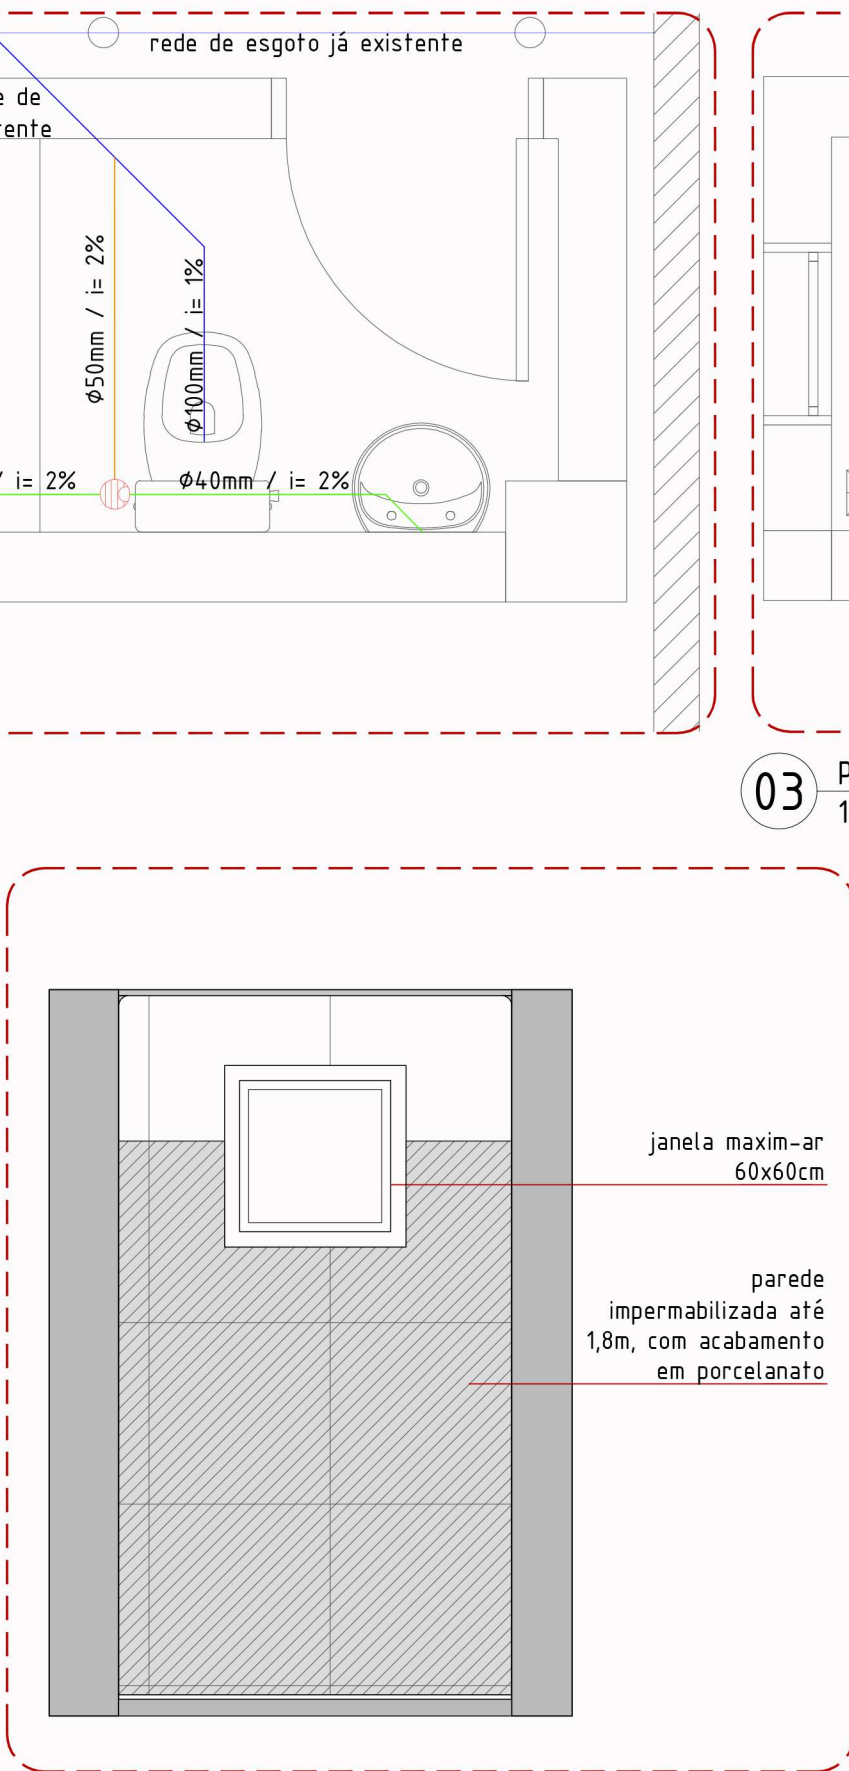 rede de esgoto já existente
de
φ50mm / i= 2%
φ100mm / i= 1%
/ i= 2%
φ40mm / i= 2%
03
1
janela maxim-ar
60x60cm
parede
impermabilizada até
1,8m, com acabamento
em porcelanato